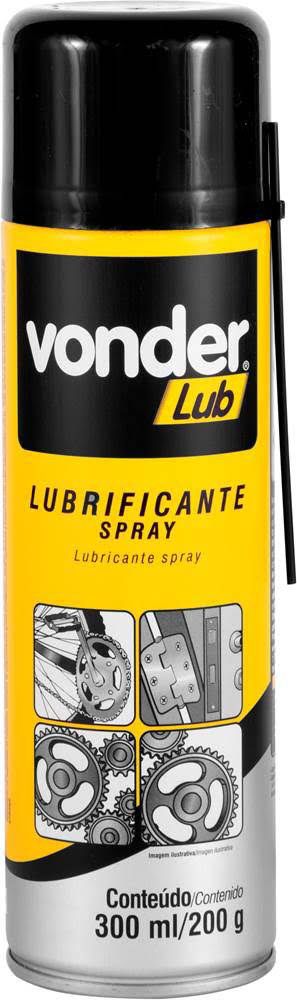 vonder®
Lub
LUBRIFICANTE
SPRAY
Lubricante spray
Imagem ilustrativa/Imagen ilustrativa
Conteúdo/Contenido
300 ml/200 g